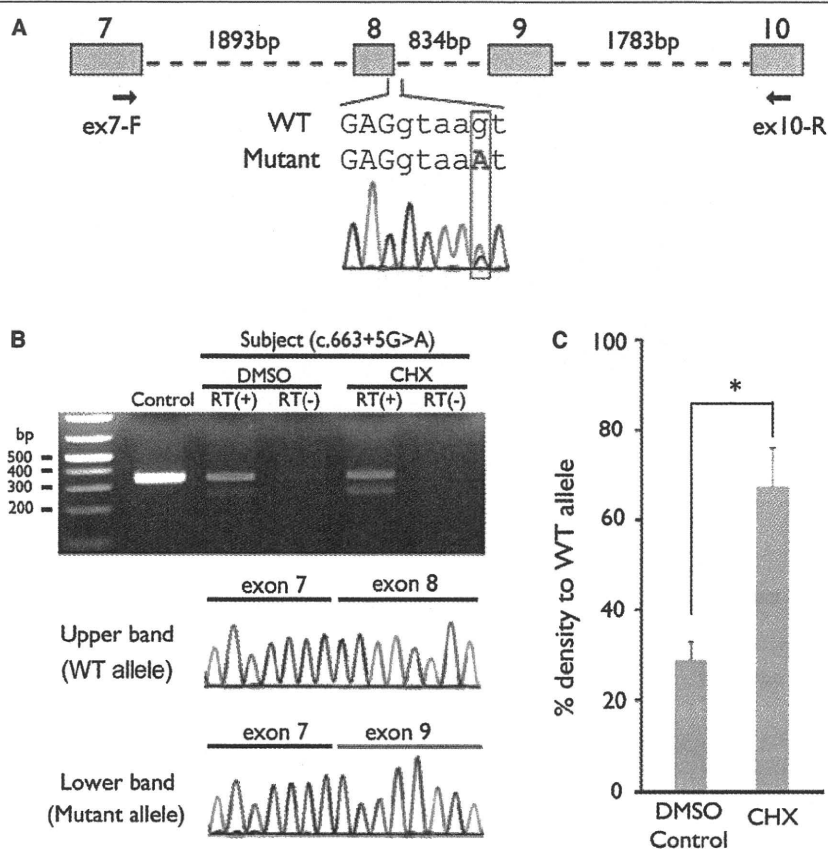 A
7
8
9
10
1893bp
834bp
1783bp
ex7-F
ex10-R
WT
GAGgtaagt
Mutant
GAGgtaaAt
B
Subject (c.663+5G>A)
DMSO
CHX
Control
RT(+)
RT(-)
RT(+)
RT(-)
bp
500
400
300
200
exon 7
exon 8
Upper band
(WT allele)
exon 7
exon 9
Lower band
(Mutant allele)
C
% density to WT allele
100
80
60
40
20
0
*
DMSO
Control
CHX